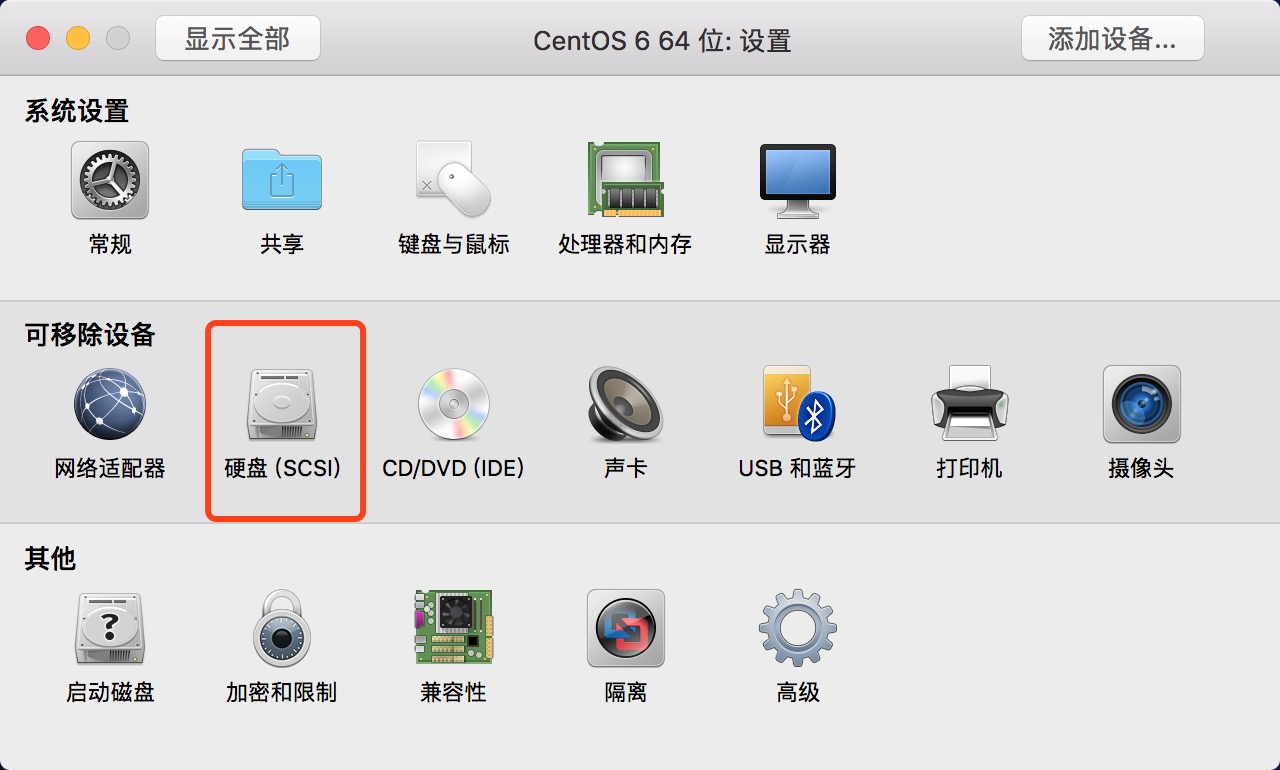 显示全部
CentOS 6 64 位: 设置
添加设备...
系统设置
常规
共享
键盘与鼠标
处理器和内存
显示器
可移除设备
网络适配器
硬盘 (SCSI)
CD/DVD (IDE)
声卡
USB 和蓝牙
打印机
摄像头
其他
?
启动磁盘
加密和限制
兼容性
隔离
高级